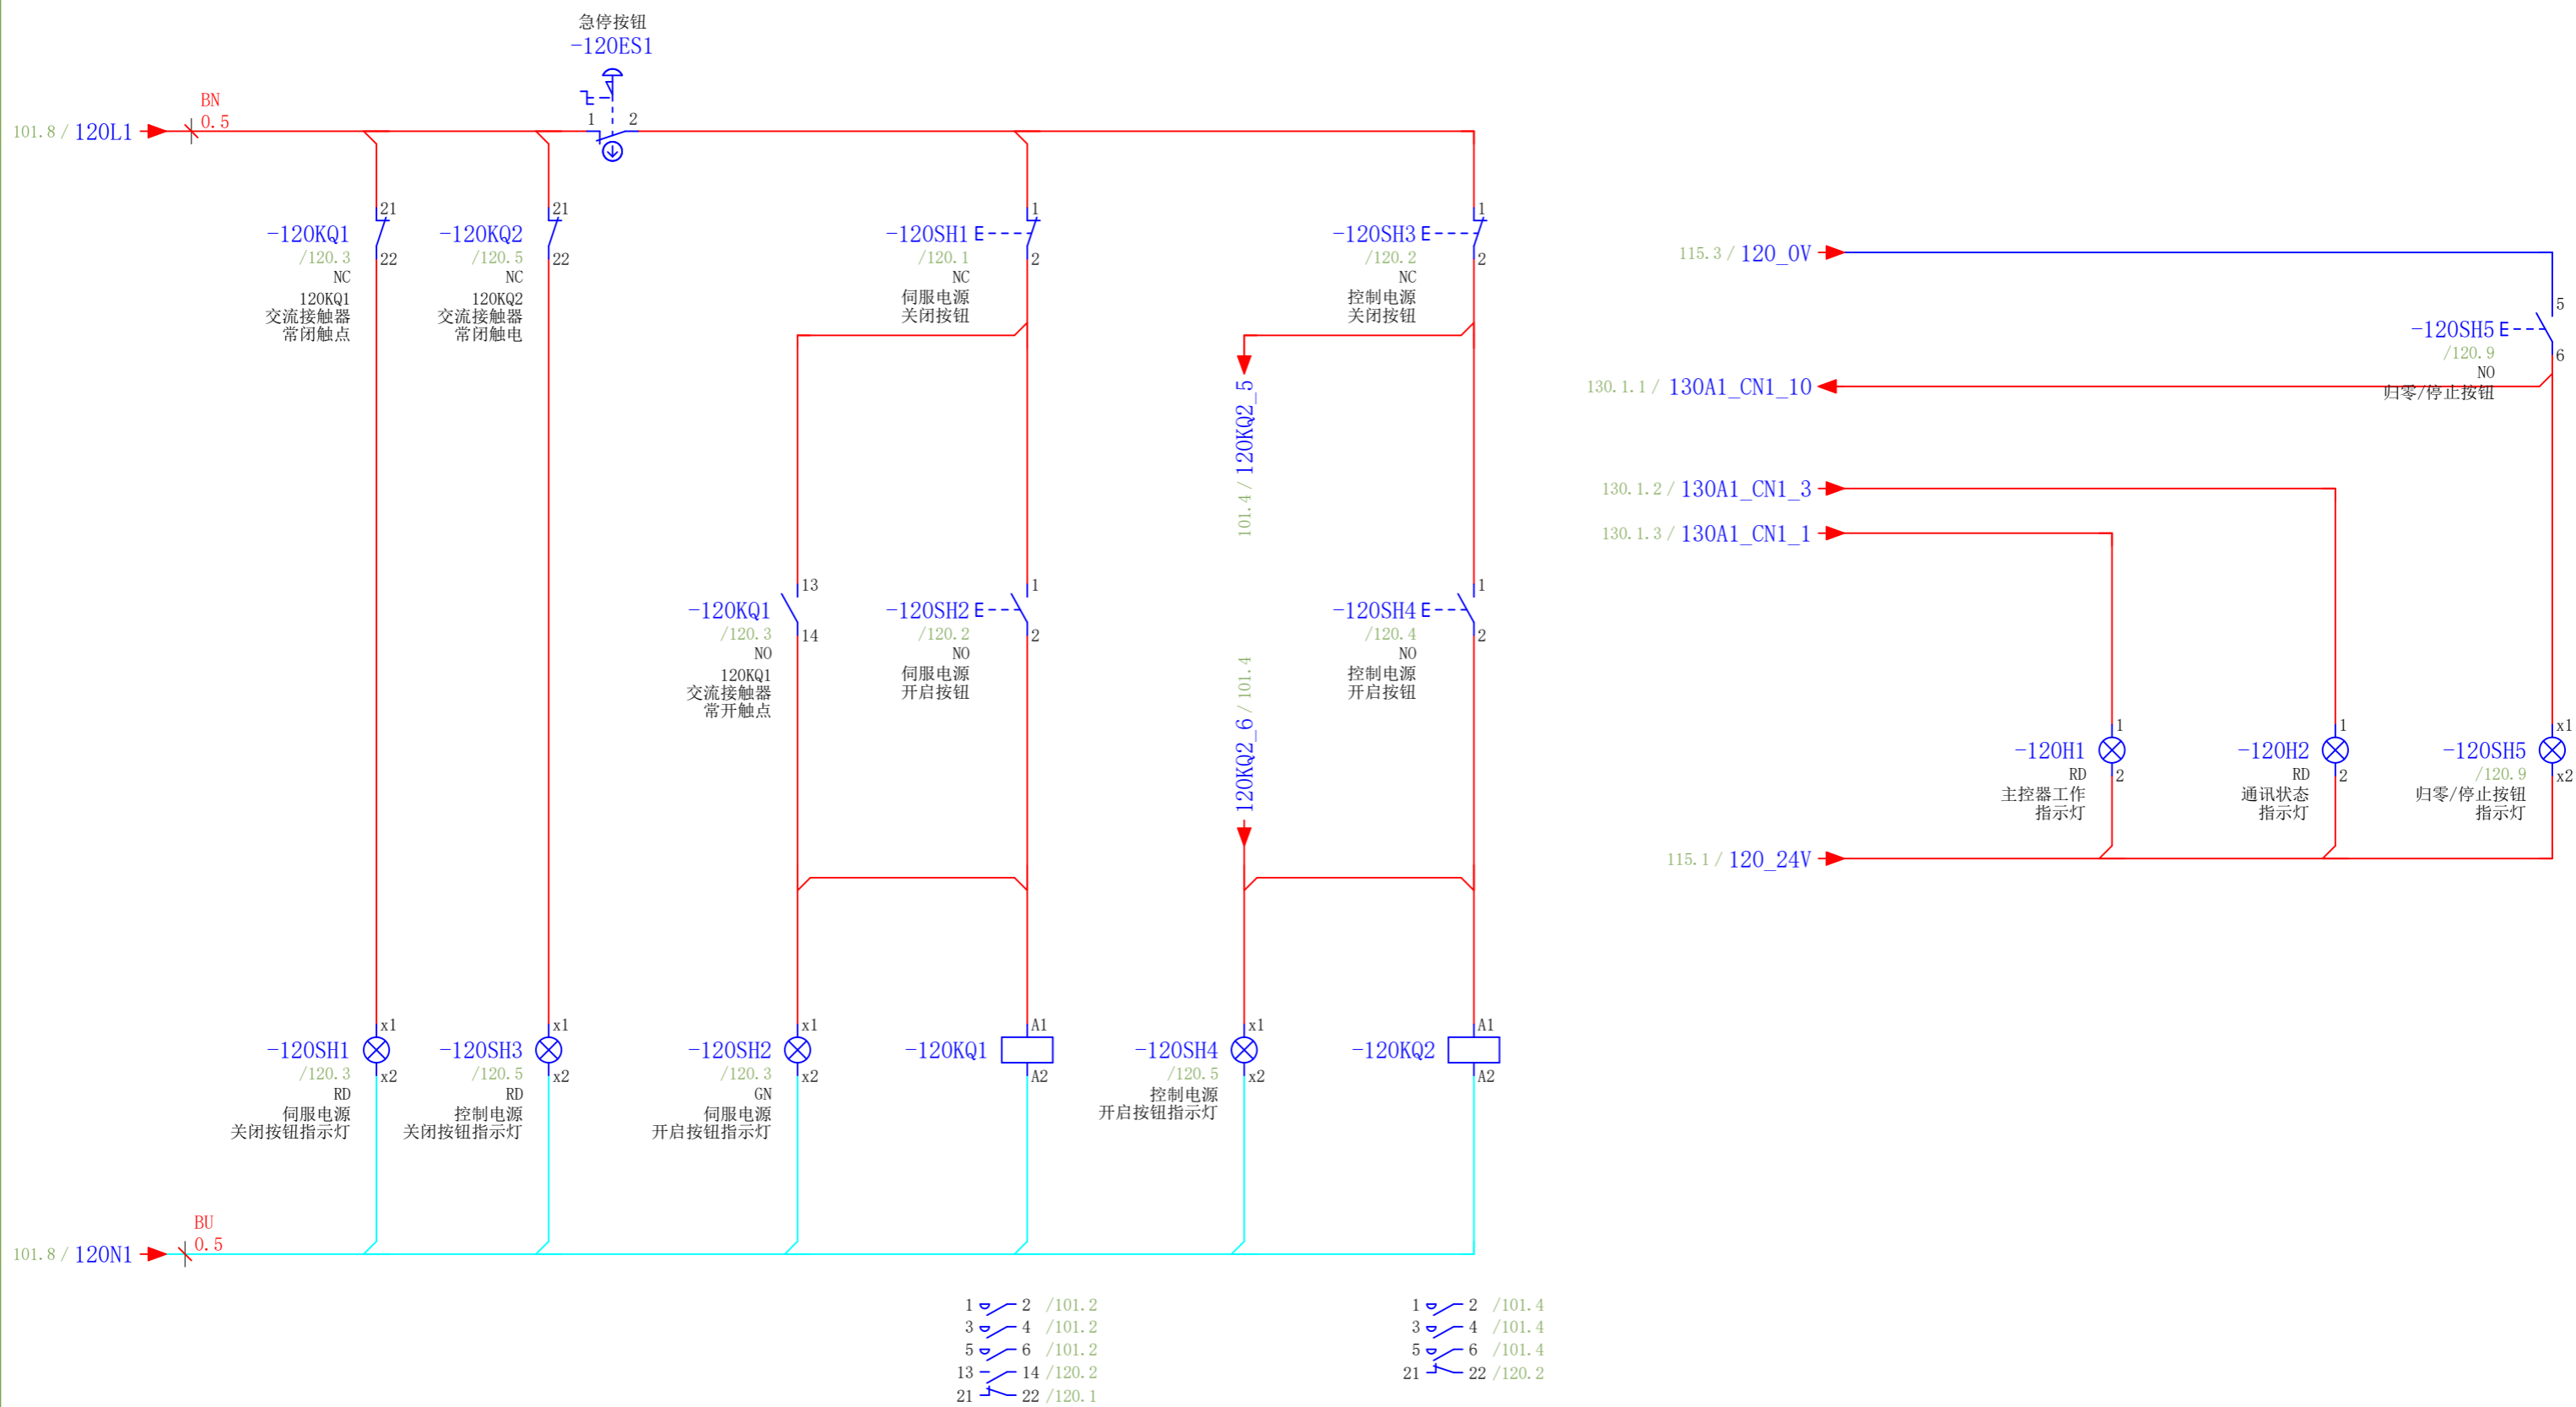 急停按钮
-120ES1
BN
0.5
101.8 / 120L1
1
2
21
-120KQ1
/120.3
22
NC
120KQ1
交流接触器
常闭触点
21
-120KQ2
/120.5
22
NC
120KQ2
交流接触器
常闭触电
1
-120SH1
/120.1
2
NC
伺服电源
关闭按钮
1
-120SH3
/120.2
2
NC
控制电源
关闭按钮
115.3 / 120_0V
5
-120SH5
/120.9
6
NO
归零/停止按钮
130.1.1 / 130A1_CN1_10
101.4 / 120KQ2_5
130.1.2 / 130A1_CN1_3
130.1.3 / 130A1_CN1_1
13
-120KQ1
/120.3
14
NO
120KQ1
交流接触器
常开触点
1
-120SH2
/120.2
2
NO
伺服电源
开启按钮
120KQ2_6 / 101.4
1
-120SH4
/120.4
2
NO
控制电源
开启按钮
1
-120H1
RD
2
主控器工作
指示灯
1
-120H2
RD
2
通讯状态
指示灯
x1
-120SH5
/120.9
x2
归零/停止按钮
指示灯
115.1 / 120_24V
x1
-120SH1
/120.3
x2
RD
伺服电源
关闭按钮指示灯
x1
-120SH3
/120.5
x2
RD
控制电源
关闭按钮指示灯
x1
-120SH2
/120.3
x2
GN
伺服电源
开启按钮指示灯
A1
-120KQ1
A2
x1
-120SH4
/120.5
x2
控制电源
开启按钮指示灯
A1
-120KQ2
A2
BU
0.5
101.8 / 120N1
1 2 /101.2
3 4 /101.2
5 6 /101.2
13 14 /120.2
21 22 /120.1
1 2 /101.4
3 4 /101.4
5 6 /101.4
21 22 /120.2